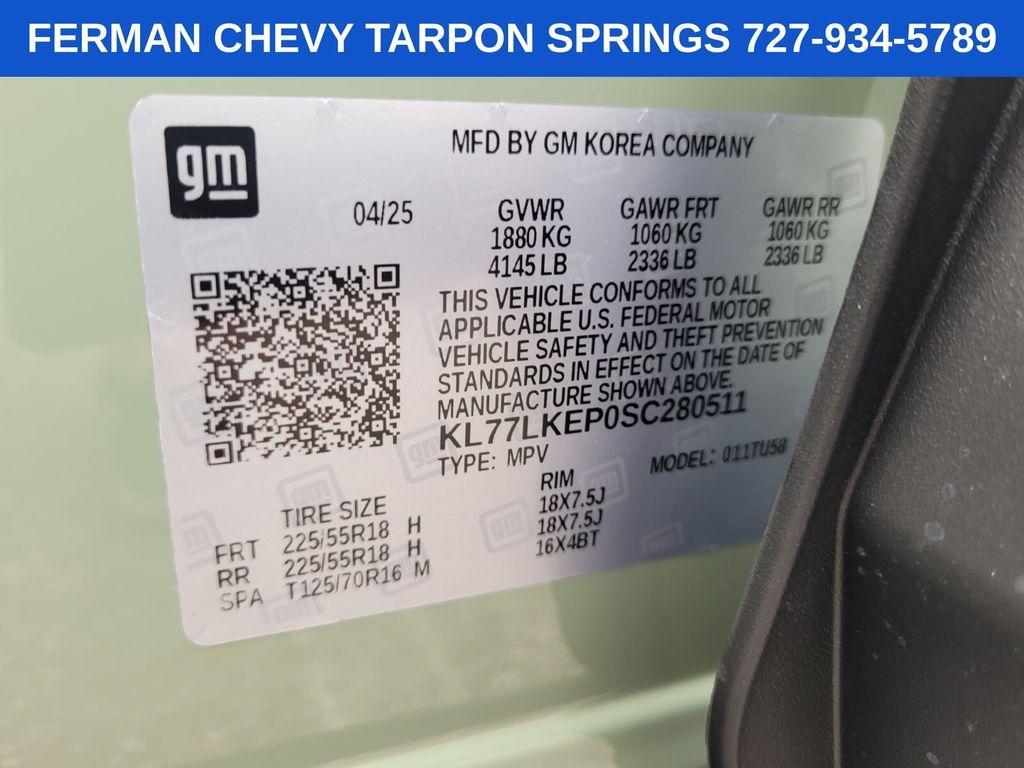 FERMAN CHEVY TARPON SPRINGS 727-934-5789
gm
MFD BY GM KOREA COMPANY
04/25 GVWR GAWR FRT GAWR RR
1880 KG 1060 KG 1060 KG
4145 LB 2336 LB 2336 LB
THIS VEHICLE CONFORMS TO ALL
APPLICABLE U.S. FEDERAL MOTOR
VEHICLE SAFETY AND THEFT PREVENTION
STANDARDS IN EFFECT ON THE DATE OF
MANUFACTURE SHOWN ABOVE.
KL77LKEP0SC280511
TYPE: MPV MODEL: 011TU58
TIRE SIZE RIM
FRT 225/55R18 H 18X7.5J
RR 225/55R18 H 18X7.5J
SPA T125/70R16 M 16X4BT